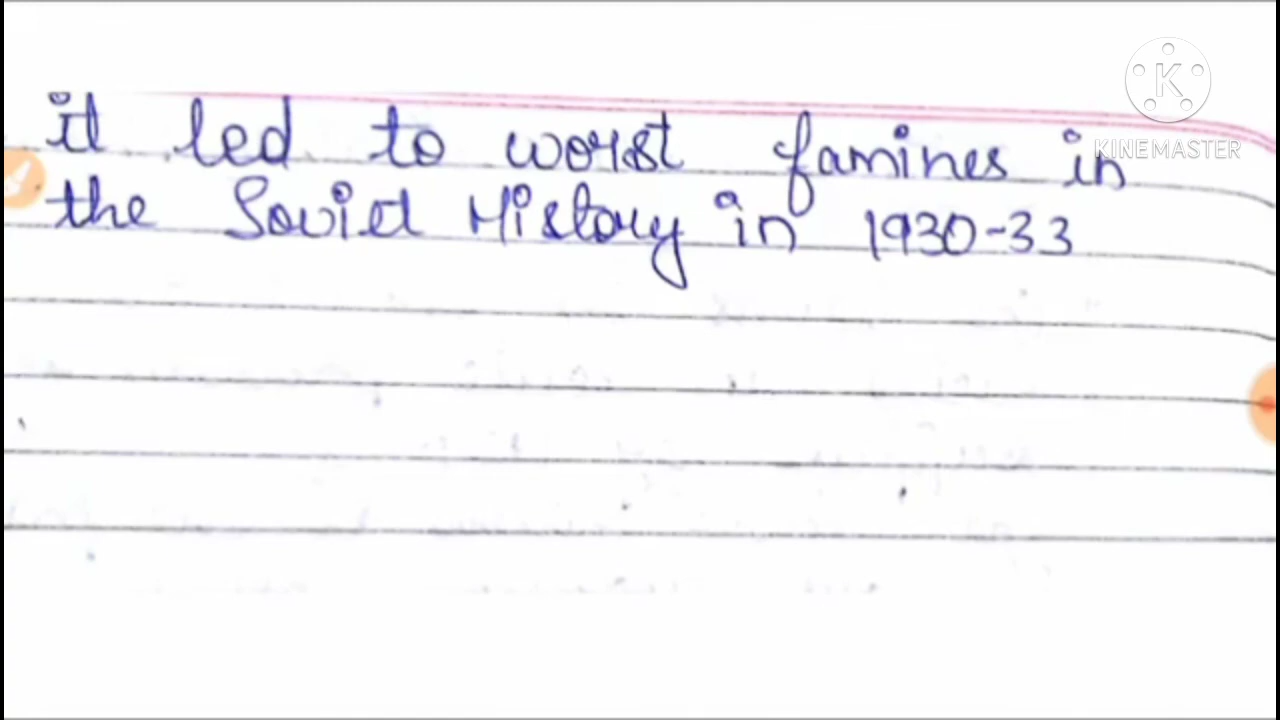 it led to worst famines in
the Soviet History in 1930-33
K
KINEMASTER